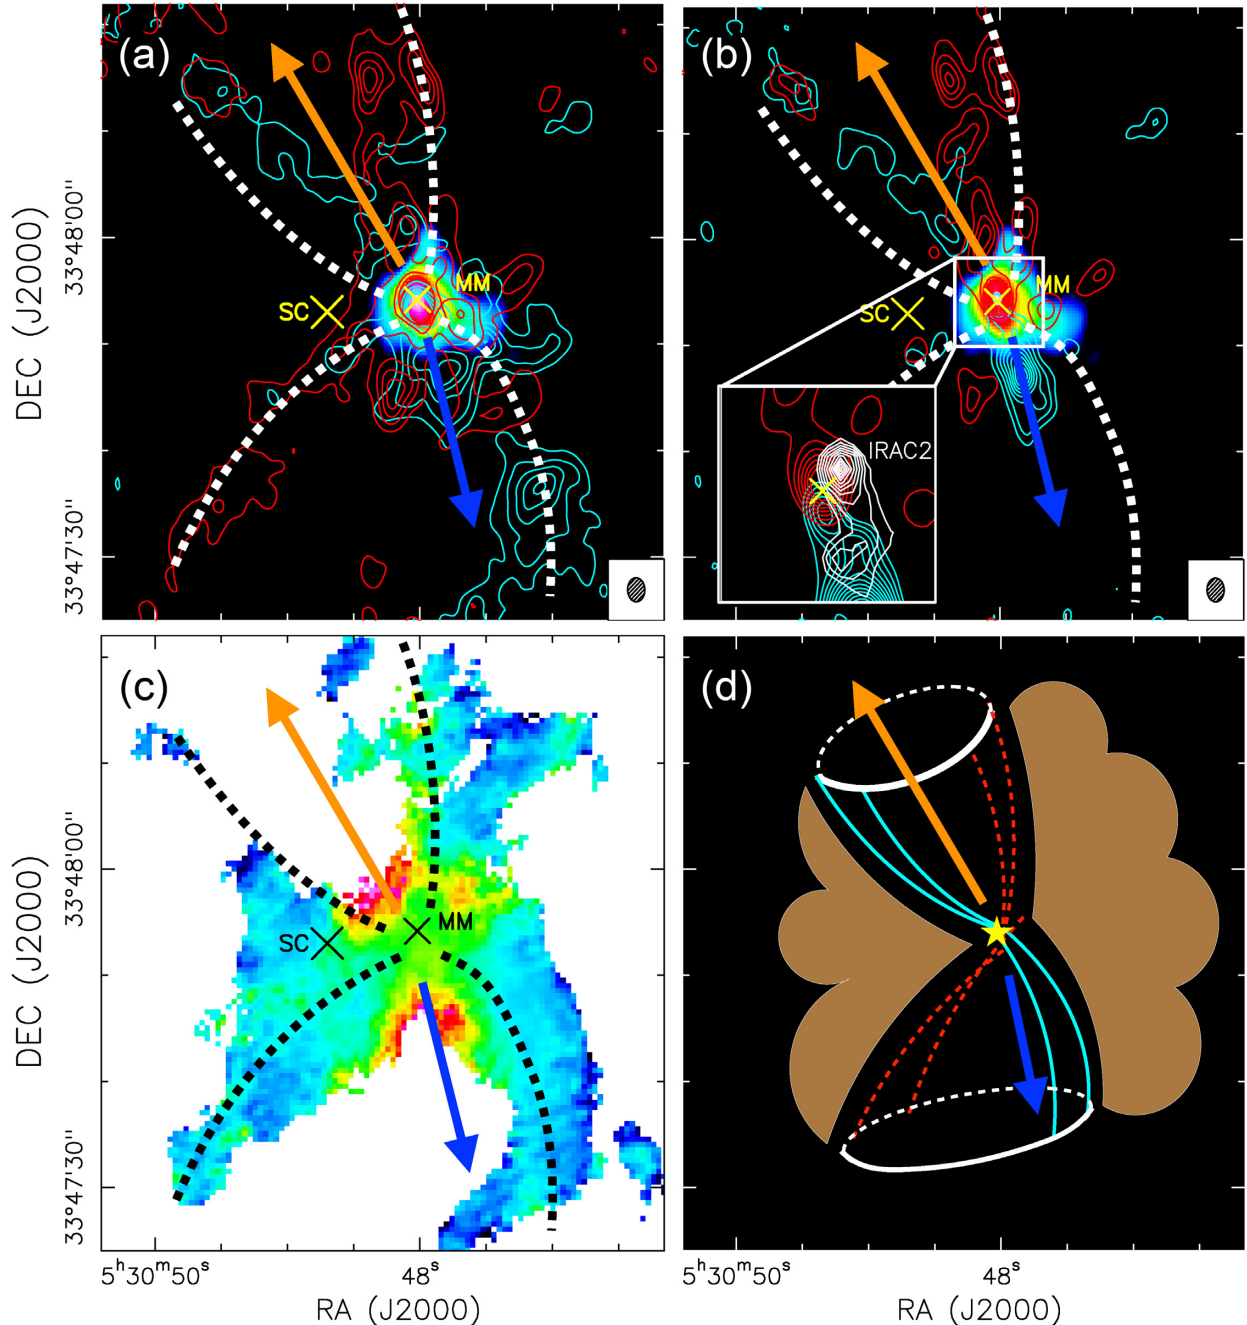 (a)
SC
MM
DEC (J2000)
33°48'00"
33°47'30"
(b)
SC
MM
IRAC2
(c)
SC
MM
DEC (J2000)
33°48'00"
33°47'30"
5ʰ30ᵐ50ˢ
48ˢ
RA (J2000)
(d)
5ʰ30ᵐ50ˢ
48ˢ
RA (J2000)